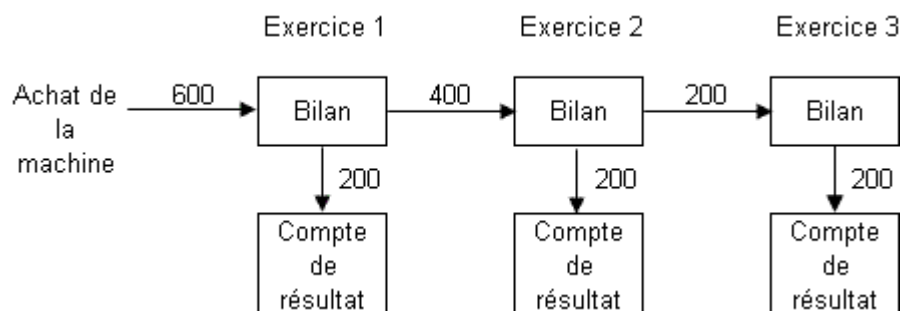 Exercice 1
Exercice 2
Exercice 3
Achat de
la
machine
600
Bilan
400
Bilan
200
Bilan
200
200
200
Compte
de
résultat
Compte
de
résultat
Compte
de
résultat